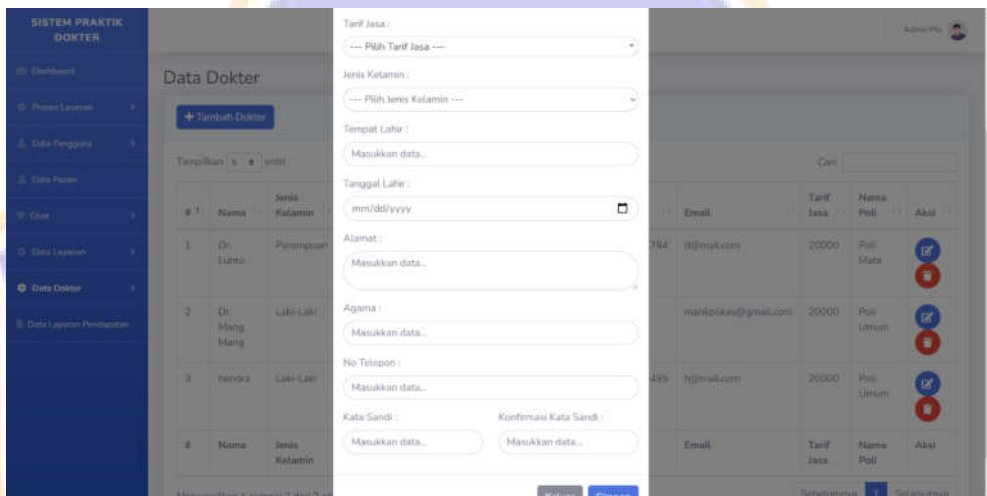 SISTEM PRAKTIK
DOKTER
Dashboard
Proses Layanan
Data Pengguna
Data Pasien
Obat
Data Layanan
Data Dokter
Data Laporan Pendapatan
Data Dokter
+ Tambah Dokter
Tampilkan 5 entri
Cari:
# Nama Jenis Kelamin Email Tarif Jasa Nama Poli Aksi
1 Dr. Luhtu Perempuan 784 d@mail.com 20000 Poli Mata
2 Dr. Mang Mang Laki-Laki mankpokas@gmail.com 20000 Poli Umum
3 hendra Laki-Laki 495 h@mail.com 20000 Poli Umum
# Nama Jenis Kelamin Email Tarif Jasa Nama Poli Aksi
Sebelumnya 1 Selanjutnya
Tarif Jasa :
--- Pilih Tarif Jasa ---
Jenis Kelamin :
--- Pilih Jenis Kelamin ---
Tempat Lahir :
Masukkan data...
Tanggal Lahir :
mm/dd/yyyy
Alamat :
Masukkan data...
Agama :
Masukkan data...
No Telepon :
Masukkan data...
Kata Sandi : Konfirmasi Kata Sandi :
Masukkan data... Masukkan data...
Keluar Simpan